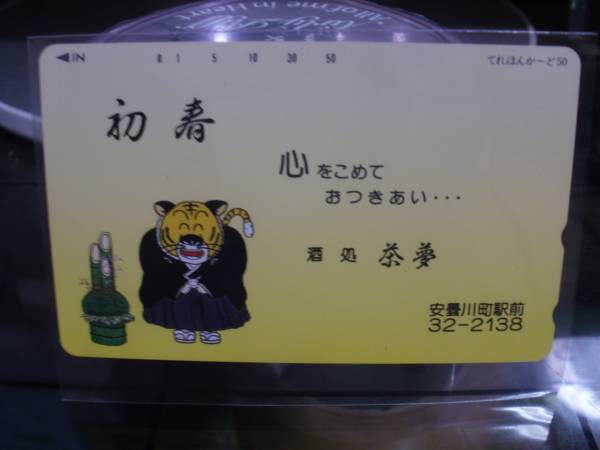 ◀IN 0 1 5 10 30 50 てれほんか〜ど50
初春
心をこめて
おつきあい・・・
酒処 茶夢
安曇川町駅前
32-2138